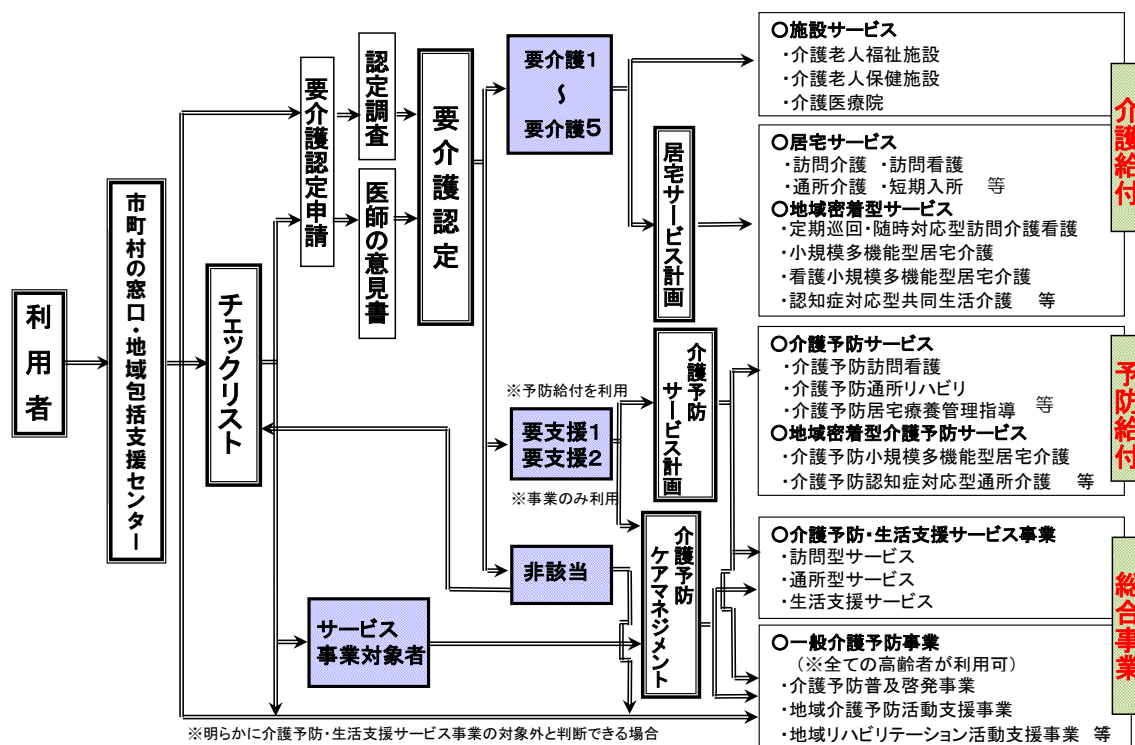 利用者
市町村の窓口・地域包括支援センター
チェックリスト
要介護認定申請
認定調査
医師の意見書
要介護認定
要介護1
〜
要介護5
※予防給付を利用
要支援1
要支援2
※事業のみ利用
非該当
サービス
事業対象者
居宅サービス計画
介護予防
サービス計画
介護予防
ケアマネジメント
○施設サービス
・介護老人福祉施設
・介護老人保健施設
・介護医療院
○居宅サービス
・訪問介護 ・訪問看護
・通所介護 ・短期入所 等
○地域密着型サービス
・定期巡回・随時対応型訪問介護看護
・小規模多機能型居宅介護
・看護小規模多機能型居宅介護
・認知症対応型共同生活介護 等
介護給付
○介護予防サービス
・介護予防訪問看護
・介護予防通所リハビリ
・介護予防居宅療養管理指導 等
○地域密着型介護予防サービス
・介護予防小規模多機能型居宅介護
・介護予防認知症対応型通所介護 等
予防給付
○介護予防・生活支援サービス事業
・訪問型サービス
・通所型サービス
・生活支援サービス
○一般介護予防事業
(※全ての高齢者が利用可)
・介護予防普及啓発事業
・地域介護予防活動支援事業
・地域リハビリテーション活動支援事業 等
総合事業
※明らかに介護予防・生活支援サービス事業の対象外と判断できる場合